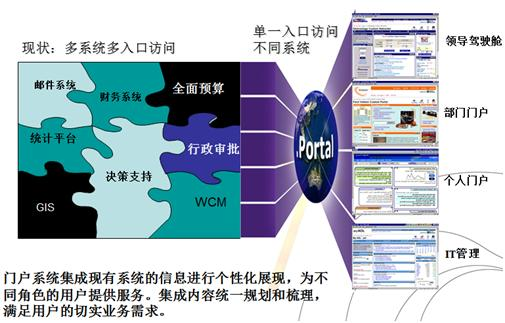 现状：多系统多入口访问
单一入口访问
不同系统
邮件系统
财务系统
全面预算
统计平台
行政审批
决策支持
GIS
WCM
.Portal
领导驾驶舱
部门门户
个人门户
IT管理
门户系统集成现有系统的信息进行个性化展现，为不
同角色的用户提供服务。集成内容统一规划和梳理，
满足用户的切实业务需求。